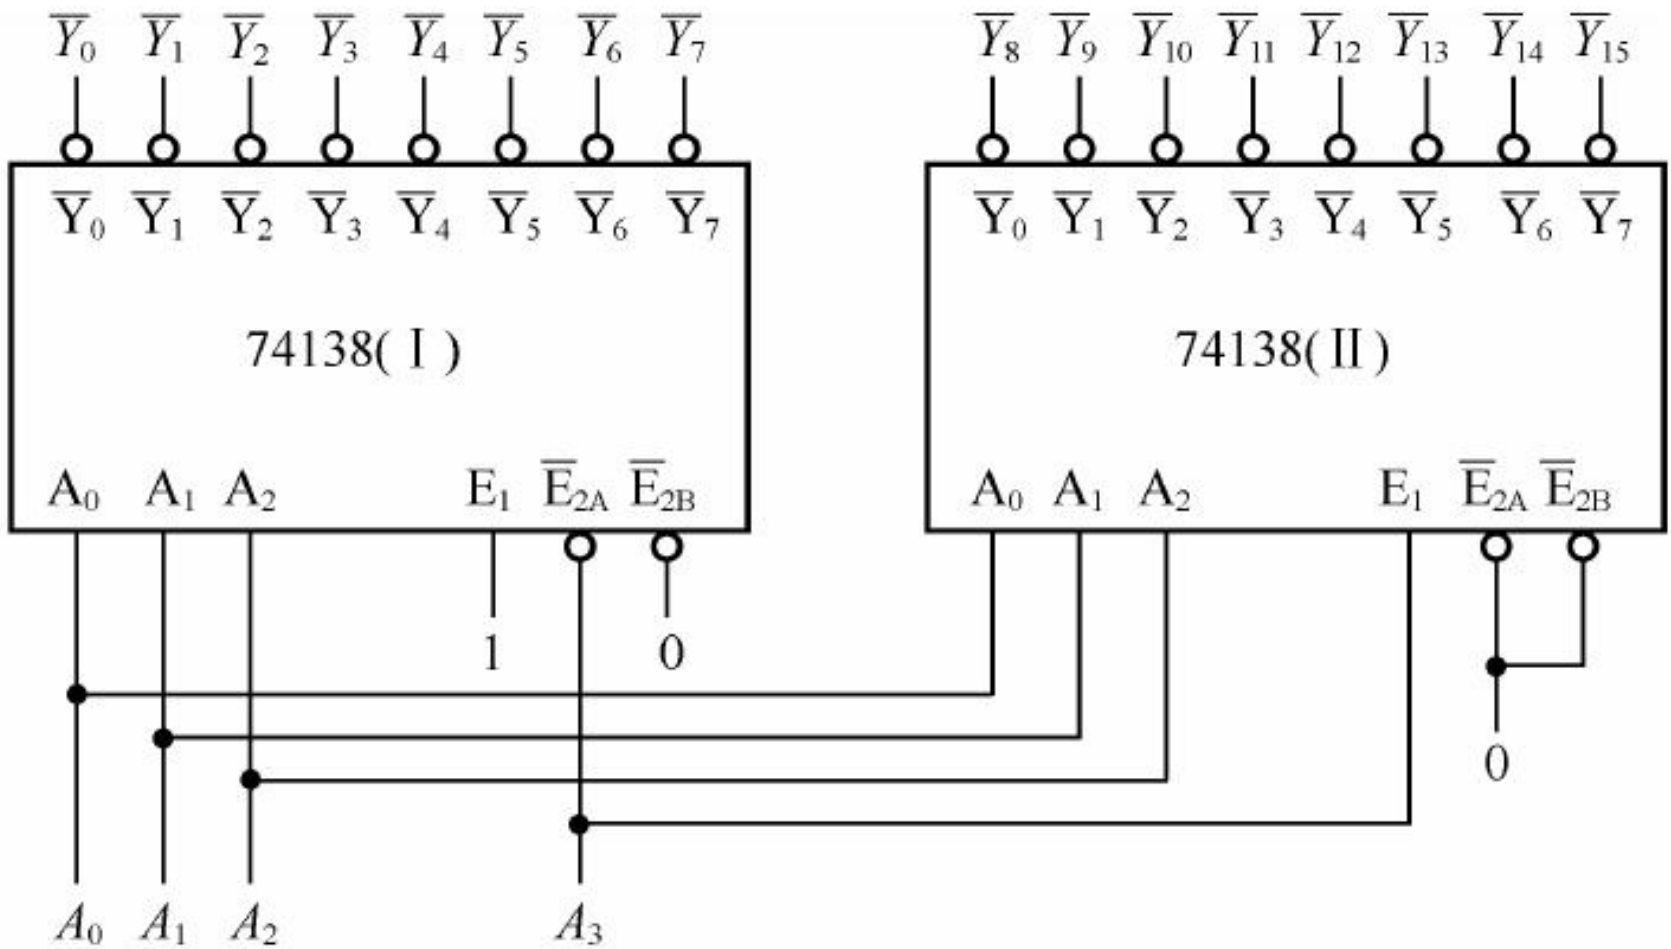 Y̅₀ Y̅₁ Y̅₂ Y̅₃ Y̅₄ Y̅₅ Y̅₆ Y̅₇ Y̅₈ Y̅₉ Y̅₁₀ Y̅₁₁ Y̅₁₂ Y̅₁₃ Y̅₁₄ Y̅₁₅
Y̅₀ Y̅₁ Y̅₂ Y̅₃ Y̅₄ Y̅₅ Y̅₆ Y̅₇ Y̅₀ Y̅₁ Y̅₂ Y̅₃ Y̅₄ Y̅₅ Y̅₆ Y̅₇
74138(Ⅰ) 74138(Ⅱ)
A₀ A₁ A₂ E₁ E̅₂A E̅₂B A₀ A₁ A₂ E₁ E̅₂A E̅₂B
1 0
0
A₀ A₁ A₂ A₃